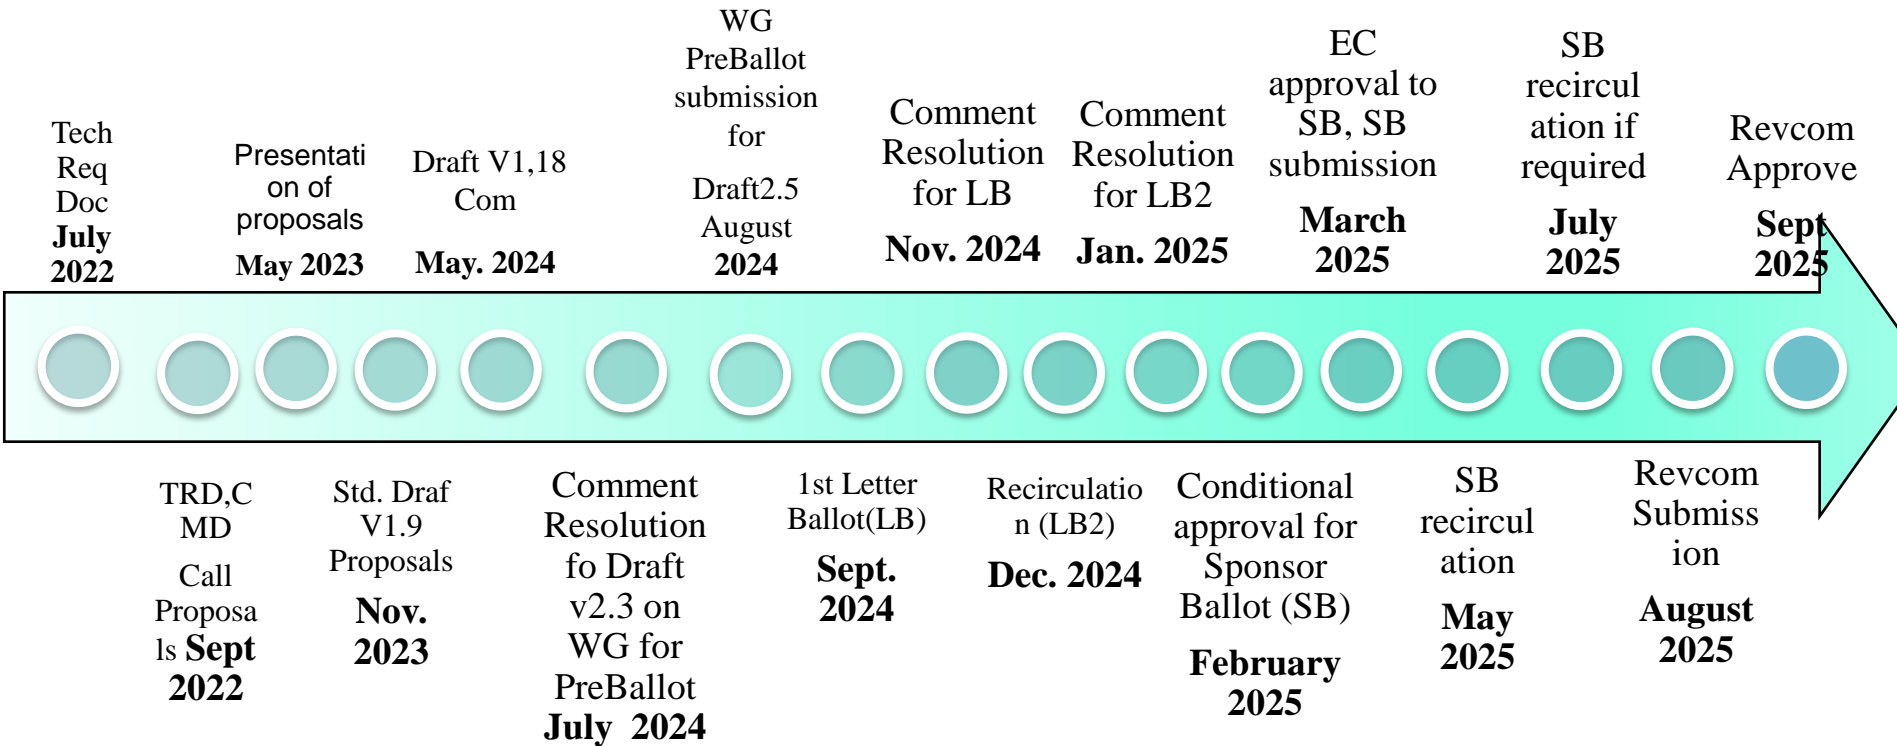 Tech
Req
Doc
July
2022
Presentati
on of
proposals
May 2023
Draft V1,18
Com
May. 2024
WG
PreBallot
submission
for
Draft2.5
August
2024
Comment
Resolution
for LB
Nov. 2024
Comment
Resolution
for LB2
Jan. 2025
EC
approval to
SB, SB
submission
March
2025
SB
recircul
ation if
required
July
2025
Revcom
Approve
Sept
2025
TRD,C
MD
Call
Proposa
ls Sept
2022
Std. Draf
V1.9
Proposals
Nov.
2023
Comment
Resolution
fo Draft
v2.3 on
WG for
PreBallot
July 2024
1st Letter
Ballot(LB)
Sept.
2024
Recirculatio
n (LB2)
Dec. 2024
Conditional
approval for
Sponsor
Ballot (SB)
February
2025
SB
recircul
ation
May
2025
Revcom
Submiss
ion
August
2025